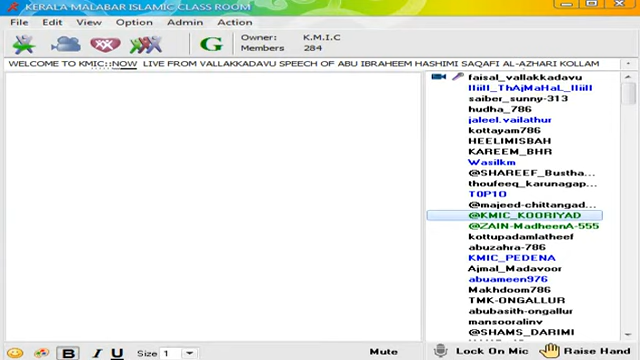 KERALA MALABAR ISLAMIC CLASS ROOM
File Edit View Option Admin Action
G
Owner: K.M.I.C
Members 284
WELCOME TO KMIC::NOW LIVE FROM VALLAKKADAVU SPEECH OF ABU IBRAHEEM HASHIMI SAQAFI AL-AZHARI KOLLAM
faisal_vallakkadavu
IIiiill_ThAjMaHaL_IIiill
saiber_sunny-313
hudha_786
jaleel.vailathur
kottayam786
HEELIMISBAH
KAREEM_BHR
Wasilkm
@SHAREEF_Bustha...
thoufeeq_karunagap...
TOP1O
@majeed-chittangad...
@KMIC_KOORIYAD
@ZAIN-MadheenA-555
kottupadamlatheef
abuzahra-786
KMIC_PEDENA
Ajmal_Madavoor
abuameen976
Makhdoom786
TMK-ONGALLUR
abubasith-ongallur
mansooralinv
@SHAMS_DARIMI
B I U Size 1 Mute Lock On Mic Raise Hand